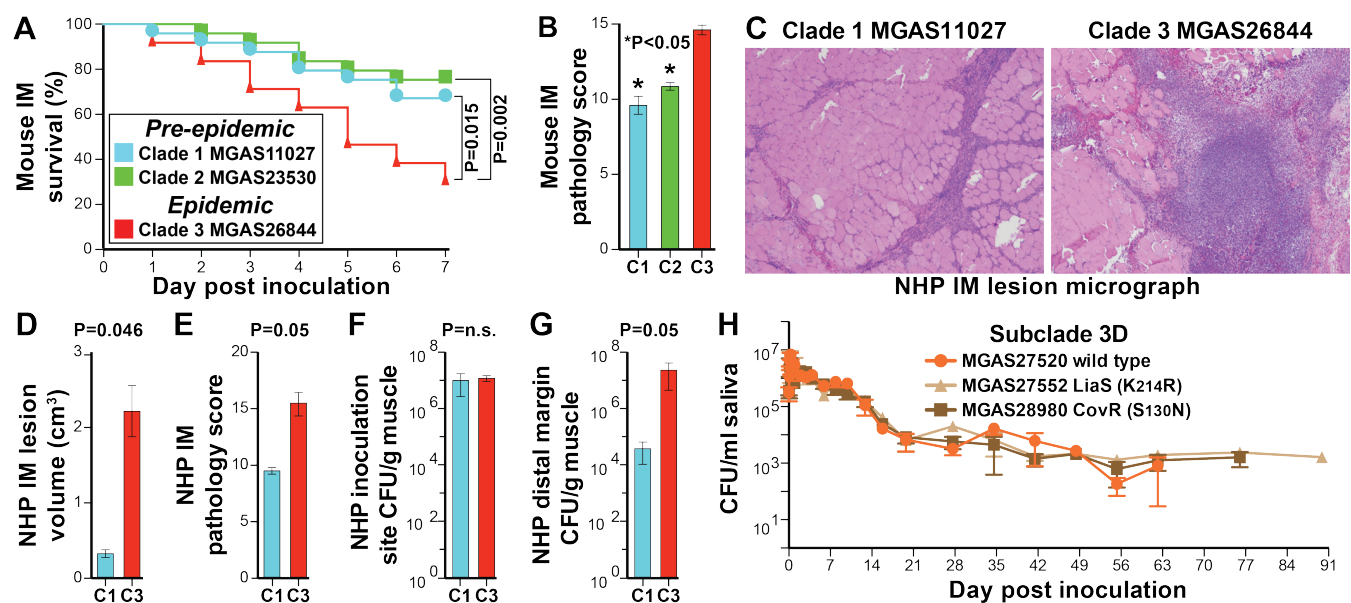 A
Mouse IM
survival (%)
100
80
60
40
20
0
0 1 2 3 4 5 6 7
Day post inoculation
Pre-epidemic
Clade 1 MGAS11027
Clade 2 MGAS23530
Epidemic
Clade 3 MGAS26844
P=0.015
P=0.002
B
Mouse IM
pathology score
15
10
5
0
*P<0.05
*
*
C1 C2 C3
C
Clade 1 MGAS11027
Clade 3 MGAS26844
NHP IM lesion micrograph
D
P=0.046
NHP IM lesion
volume (cm³)
3
2
1
0
C1 C3
E
P=0.05
NHP IM
pathology score
20
15
10
5
0
C1 C3
F
P=n.s.
NHP inoculation
site CFU/g muscle
10⁸
10⁶
10⁴
10²
10⁰
C1 C3
G
P=0.05
NHP distal margin
CFU/g muscle
10⁸
10⁶
10⁴
10²
10⁰
C1 C3
H
Subclade 3D
MGAS27520 wild type
MGAS27552 LiaS (K214R)
MGAS28980 CovR (S130N)
CFU/ml saliva
10⁷
10⁵
10³
10¹
0 7 14 21 28 35 42 49 56 63 70 77 84 91
Day post inoculation